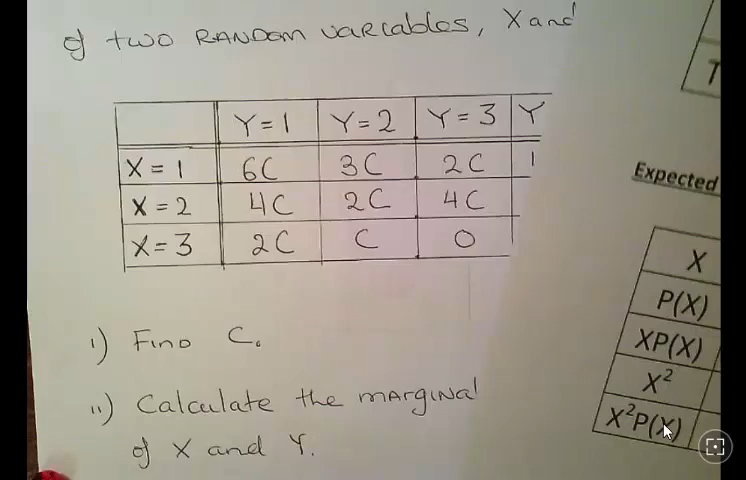 of two RANDOM variables, X and
Y=1 Y=2 Y=3 Y
X=1 6C 3C 2C 1
X=2 4C 2C 4C
X=3 2C C 0
i) Find C.
ii) Calculate the MARGINAL
of X and Y.
T
Expected
X
P(X)
XP(X)
X²
X²P(X)